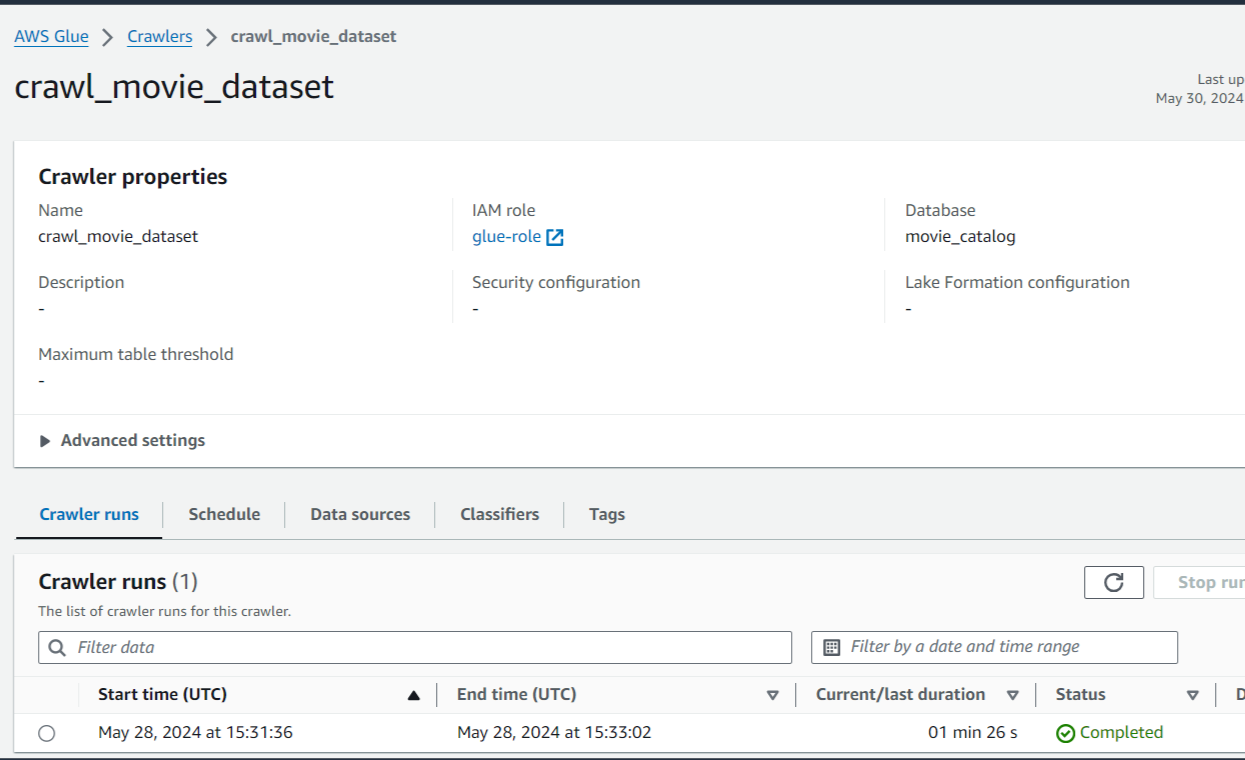 AWS Glue > Crawlers > crawl_movie_dataset
crawl_movie_dataset
Last up
May 30, 2024
Crawler properties
Name
crawl_movie_dataset
IAM role
glue-role
Database
movie_catalog
Description
-
Security configuration
-
Lake Formation configuration
-
Maximum table threshold
-
Advanced settings
Crawler runs Schedule Data sources Classifiers Tags
Crawler runs (1)
Stop rur
The list of crawler runs for this crawler.
Filter data
Filter by a date and time range
Start time (UTC) End time (UTC) Current/last duration Status D
May 28, 2024 at 15:31:36 May 28, 2024 at 15:33:02 01 min 26 s Completed